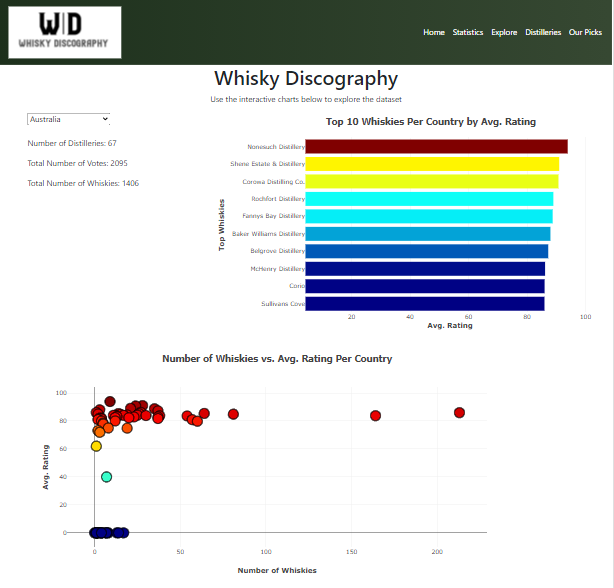 W|D
WHISKY DISCOGRAPHY
Home Statistics Explore Distilleries Our Picks
Whisky Discography
Use the interactive charts below to explore the dataset
Australia
Number of Distilleries: 67
Total Number of Votes: 2095
Total Number of Whiskies: 1406
Top 10 Whiskies Per Country by Avg. Rating
Top Whiskies
Nonesuch Distillery
Shene Estate & Distillery
Corowa Distilling Co.
Rochfort Distillery
Fannys Bay Distillery
Baker Williams Distillery
Belgrove Distillery
McHenry Distillery
Corio
Sullivans Cove
20 40 60 80 100
Avg. Rating
Number of Whiskies vs. Avg. Rating Per Country
Avg. Rating
100
80
60
40
20
0
0 50 100 150 200
Number of Whiskies